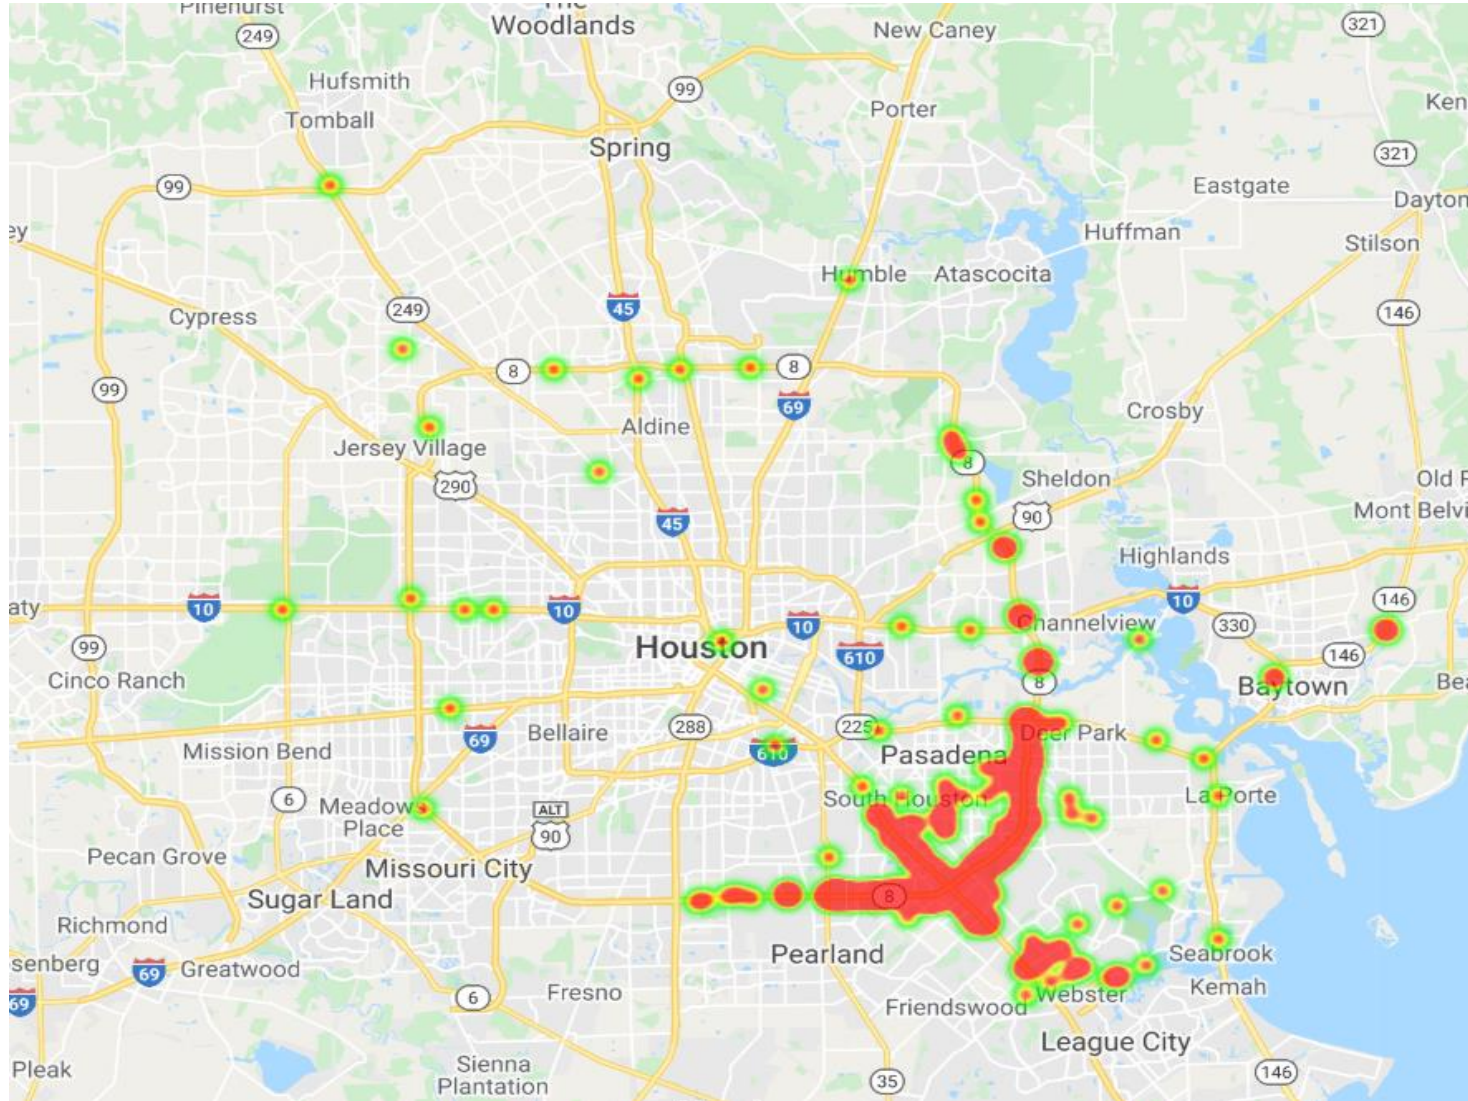 Pinehurst
The
Woodlands
249
New Caney
321
Hufsmith
99
Tomball
Porter
Ken
Spring
321
99
Eastgate
Dayton
Huffman
ey
Stilson
Humble
Atascocita
249
45
146
Cypress
8
8
99
69
Crosby
Aldine
Jersey Village
8
Sheldon
290
Old R
45
90
Mont Belvi
Highlands
aty
10
10
10
10
146
Channelview
330
Houston
610
99
146
Cinco Ranch
8
Baytown
Bea
288
225
Mission Bend
69
Bellaire
610
Deer Park
Pasadena
6
Meadows
Place
ALT
90
South Houston
La Porte
Pecan Grove
Missouri City
Sugar Land
8
Richmond
Pearland
Seabrook
senberg
69
Greatwood
6
Fresno
Friendswood
Webster
Kemah
69
League City
Pleak
Sienna
Plantation
35
146